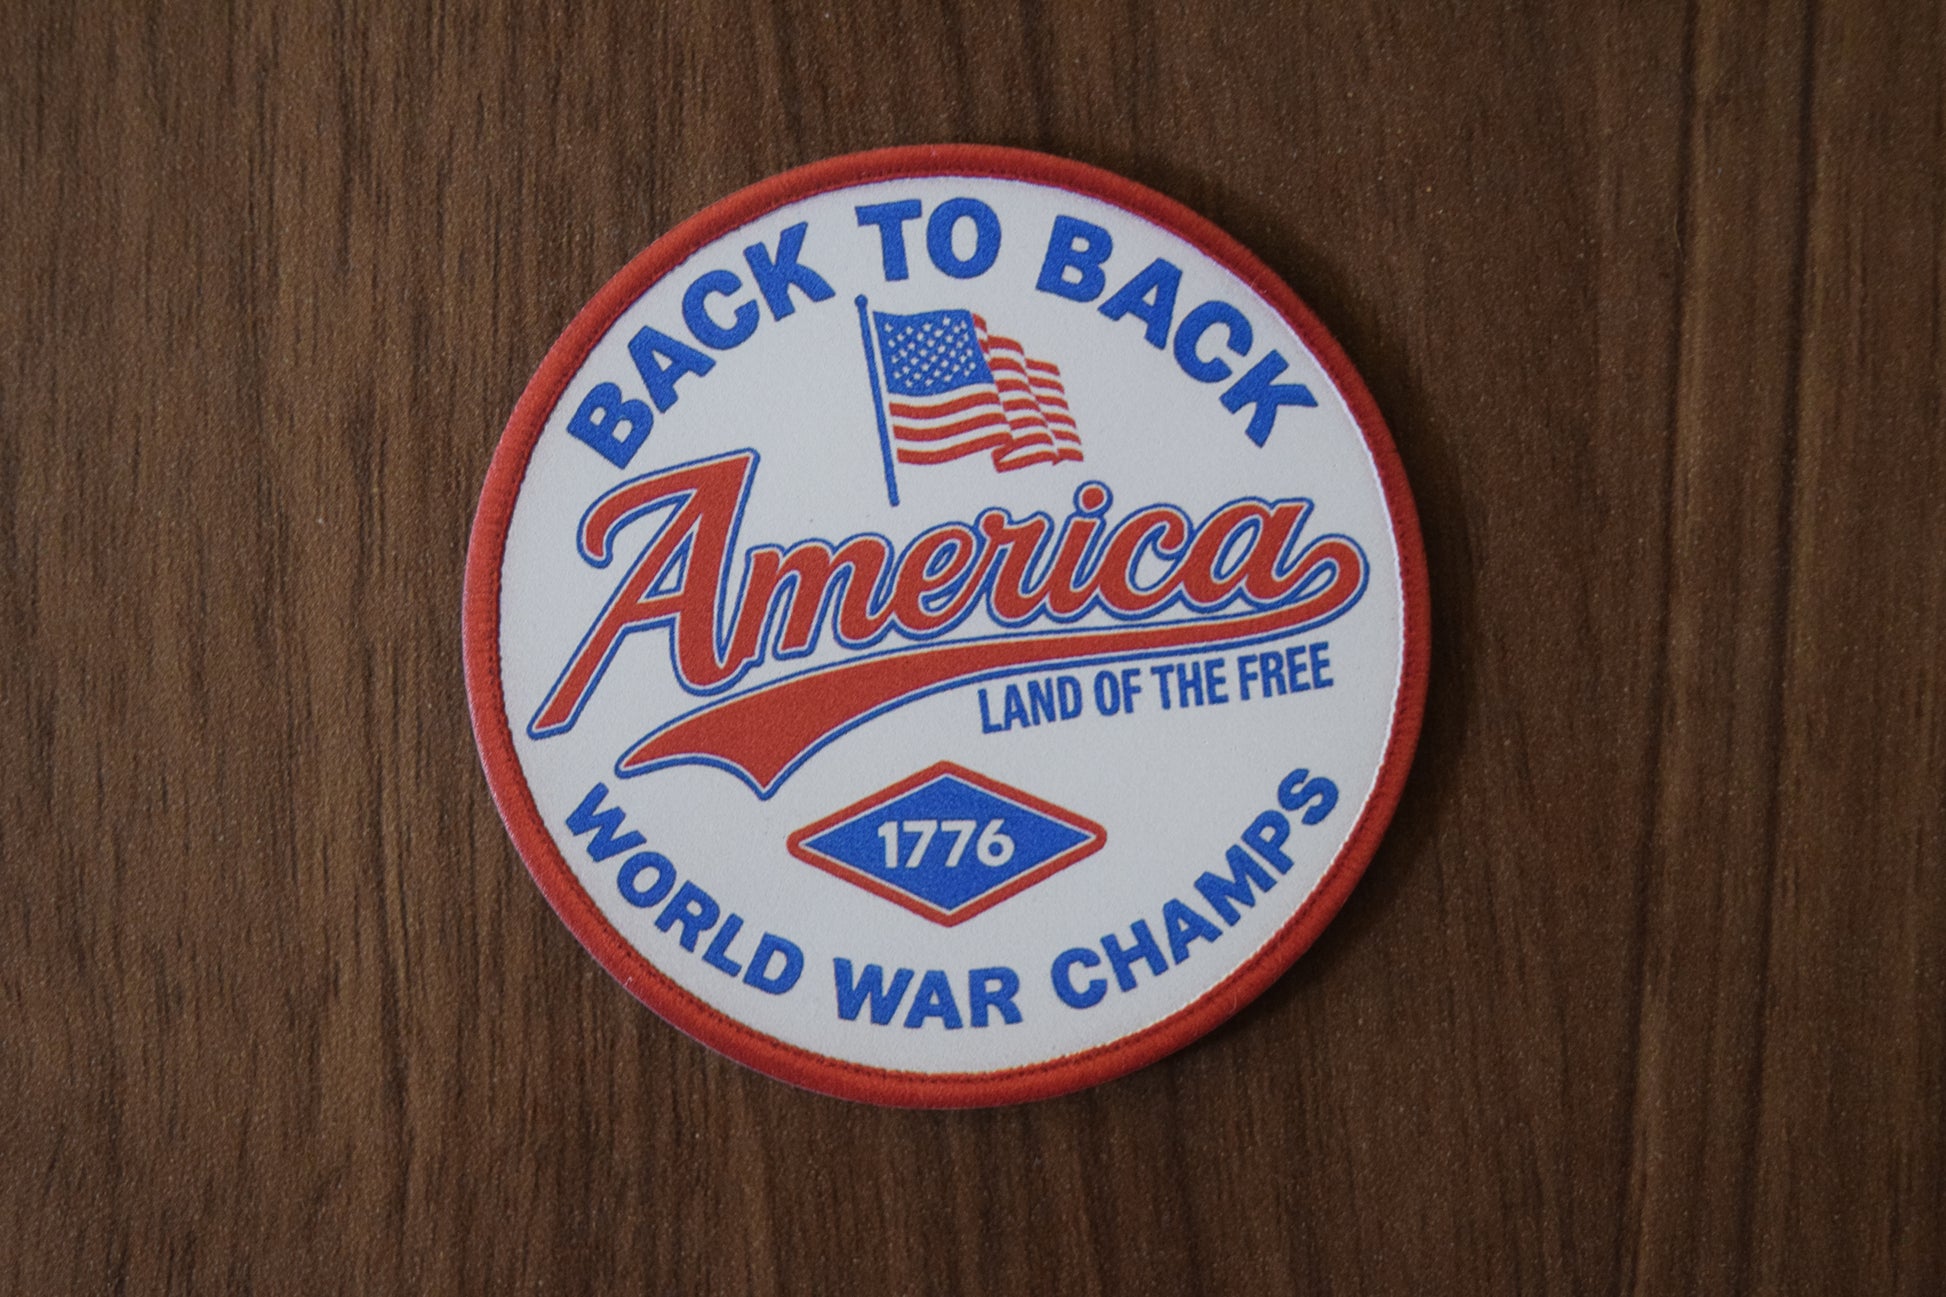 BACK TO BACK
America
LAND OF THE FREE
1776
WORLD WAR CHAMPS